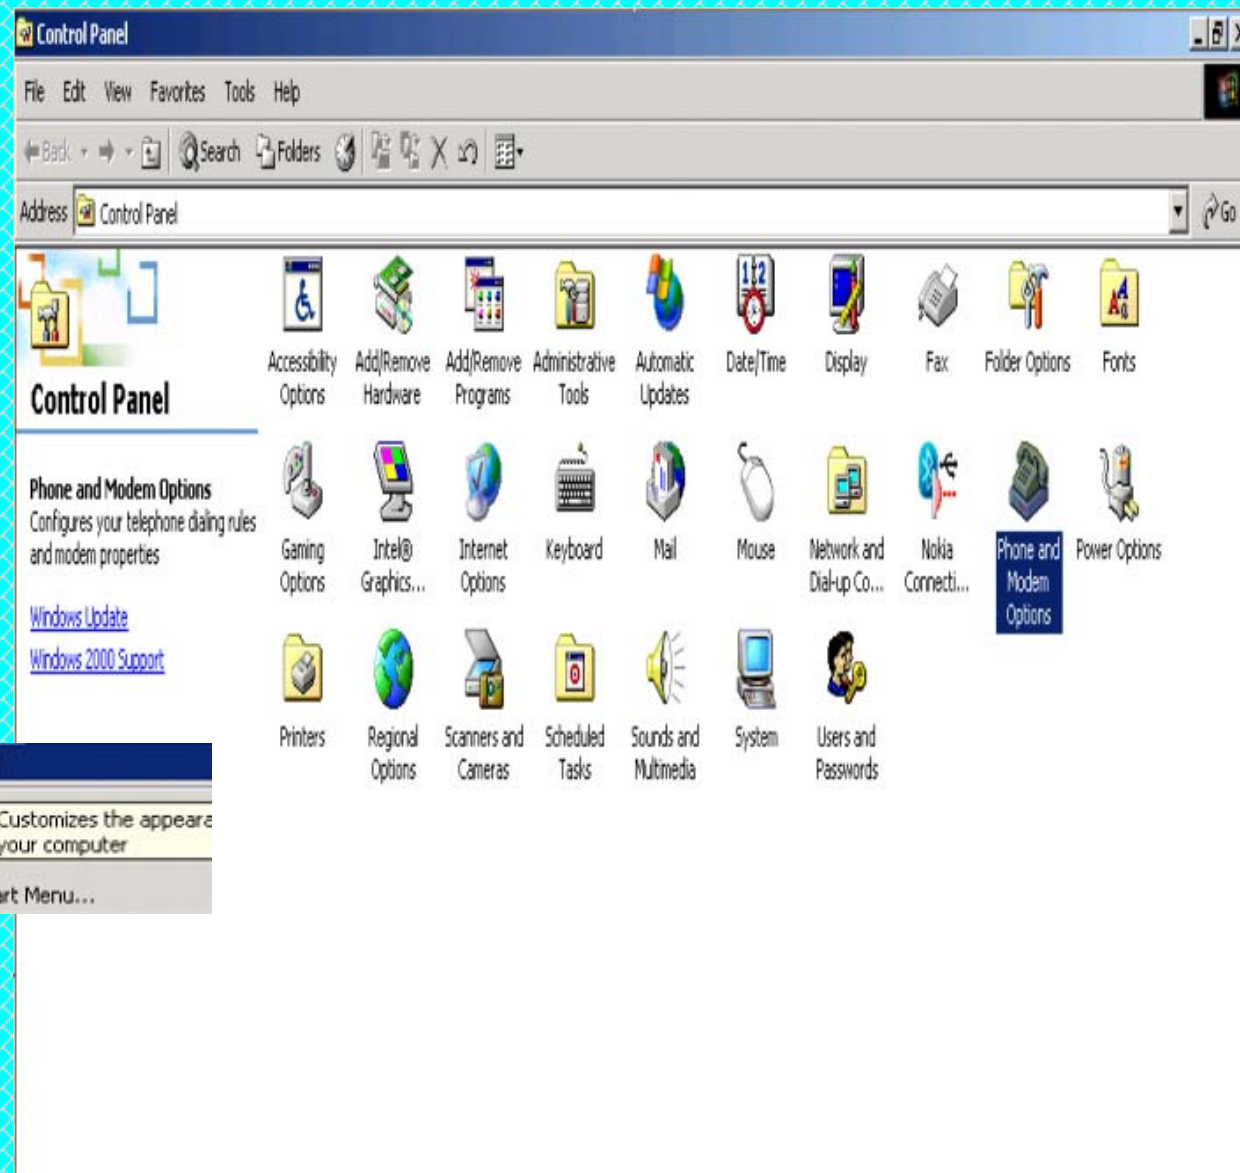 Control Panel
File Edit View Favorites Tools Help
Back Search Folders
Address Control Panel Go
Control Panel
Phone and Modem Options
Configures your telephone dialing rules
and modem properties
Windows Update
Windows 2000 Support
Accessibility Add/Remove Add/Remove Administrative Automatic Date/Time Display Fax Folder Options Fonts
Options Hardware Programs Tools Updates
Gaming Intel® Internet Keyboard Mail Mouse Network and Nokia Phone and Power Options
Options Graphics... Options Dial-up Co... Connecti... Modem
Options
Printers Regional Scanners and Scheduled Sounds and System Users and
Options Cameras Tasks Multimedia Passwords
Customizes the appeara
your computer
art Menu...